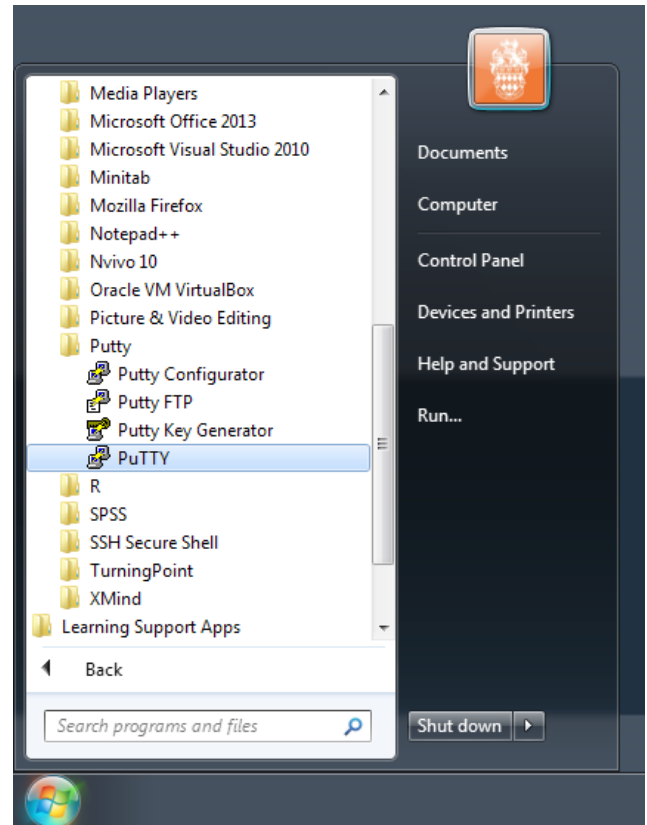 Media Players
Microsoft Office 2013
Microsoft Visual Studio 2010
Minitab
Mozilla Firefox
Notepad++
Nvivo 10
Oracle VM VirtualBox
Picture & Video Editing
Putty
Putty Configurator
Putty FTP
Putty Key Generator
PuTTY
R
SPSS
SSH Secure Shell
TurningPoint
XMind
Learning Support Apps
Back
Search programs and files
Documents
Computer
Control Panel
Devices and Printers
Help and Support
Run...
Shut down